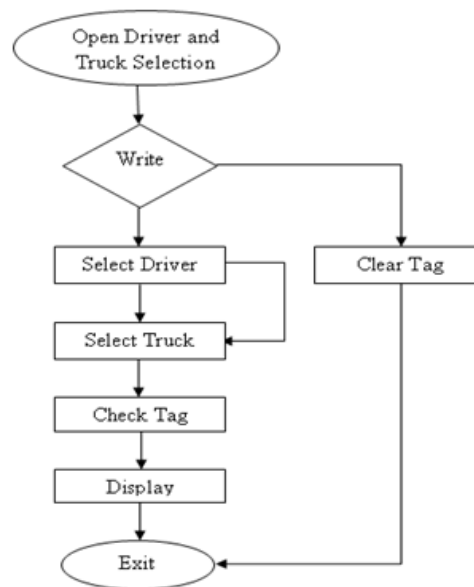 Open Driver and
Truck Selection
Write
Select Driver
Clear Tag
Select Truck
Check Tag
Display
Exit